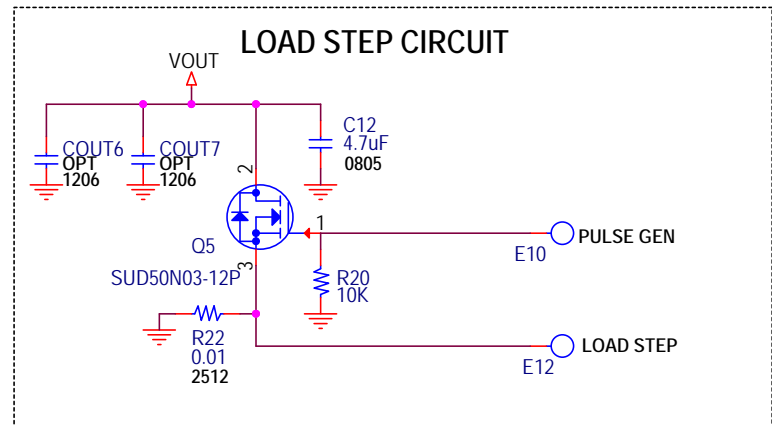 LOAD STEP CIRCUIT
VOUT
COUT6
OPT
1206
COUT7
OPT
1206
C12
4.7uF
0805
2
1
3
Q5
SUD50N03-12P
R20
10K
E10
PULSE GEN
R22
0.01
2512
E12
LOAD STEP